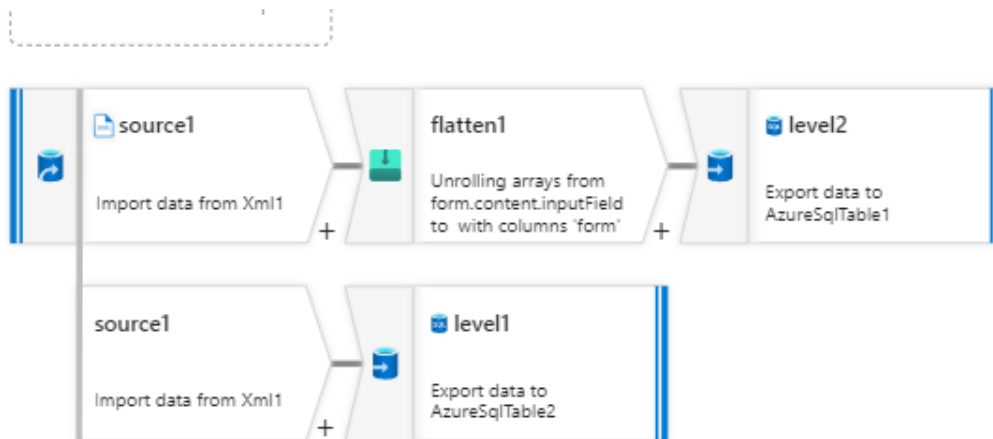 source1
Import data from Xml1
+
flatten1
Unrolling arrays from
form.content.inputField
to with columns 'form'
+
level2
Export data to
AzureSqlTable1
source1
Import data from Xml1
+
level1
Export data to
AzureSqlTable2